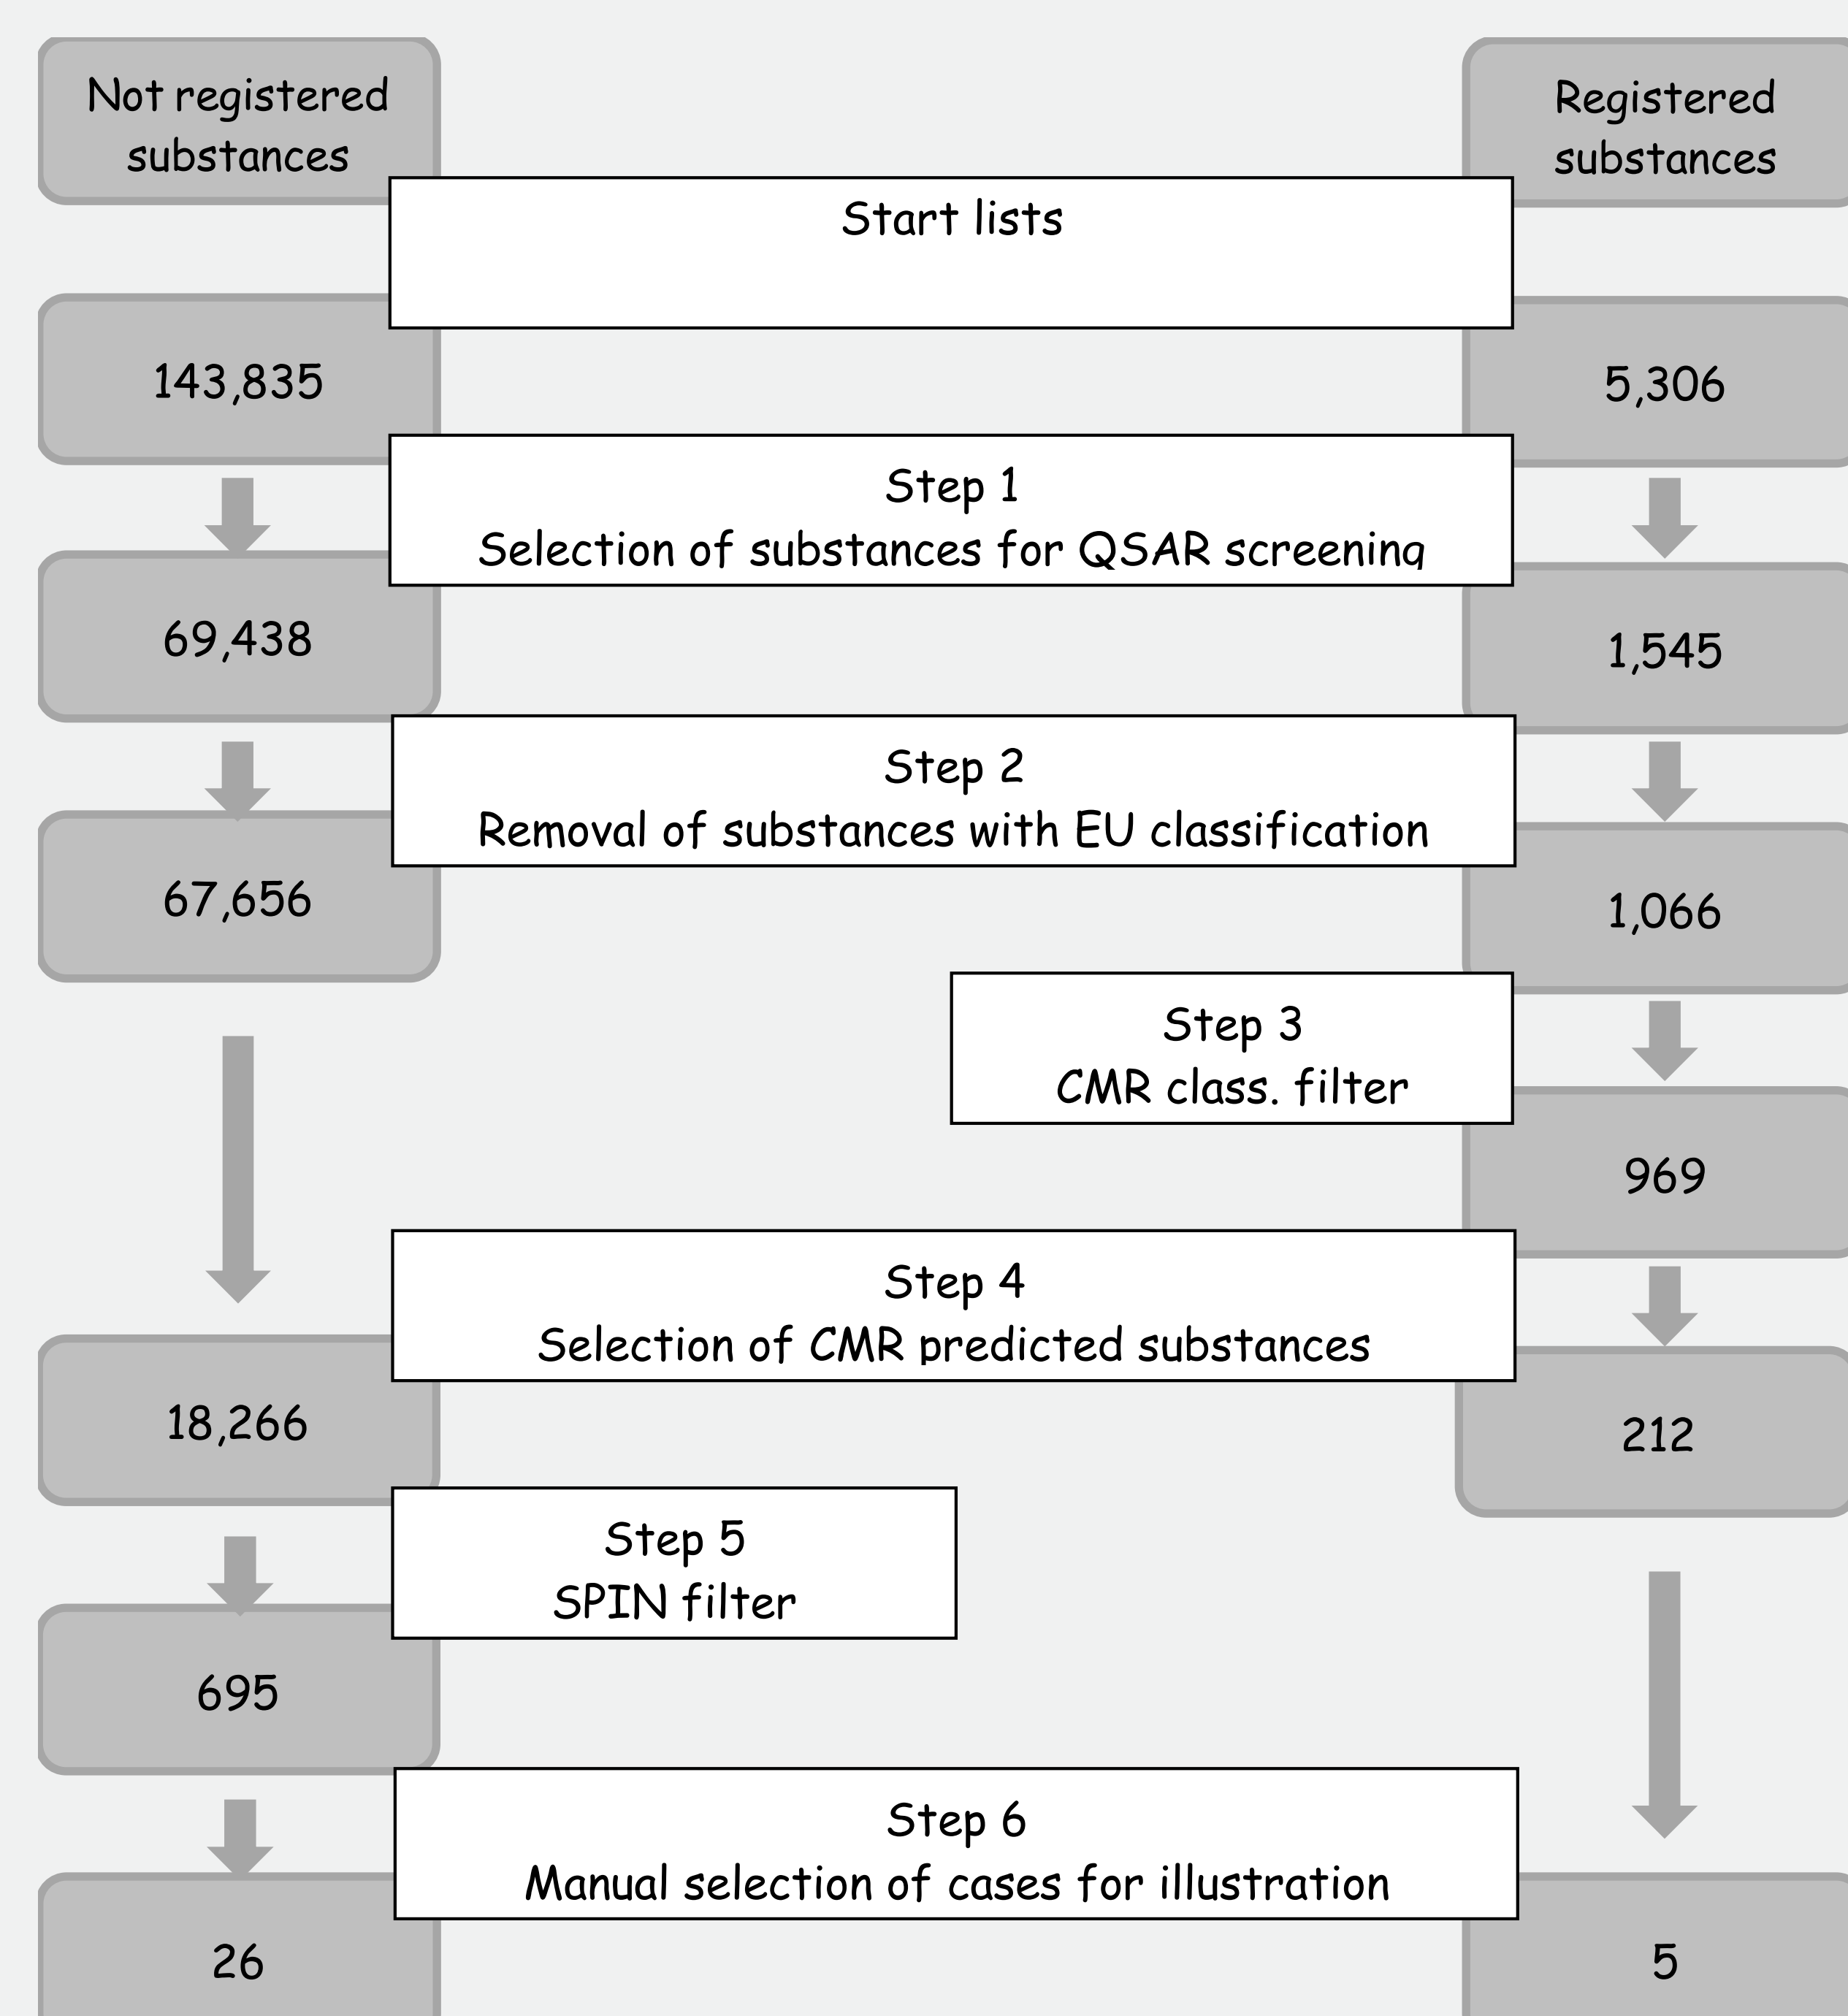 Not registered
substances
Registered
substances
Start lists
143,835
5,306
Step 1
Selection of substances for QSAR screening
69,438
1,545
Step 2
Removal of substances with EU classification
67,656
1,066
Step 3
CMR class. filter
969
Step 4
Selection of CMR predicted substances
18,266
212
Step 5
SPIN filter
695
Step 6
Manual selection of cases for illustration
26
5